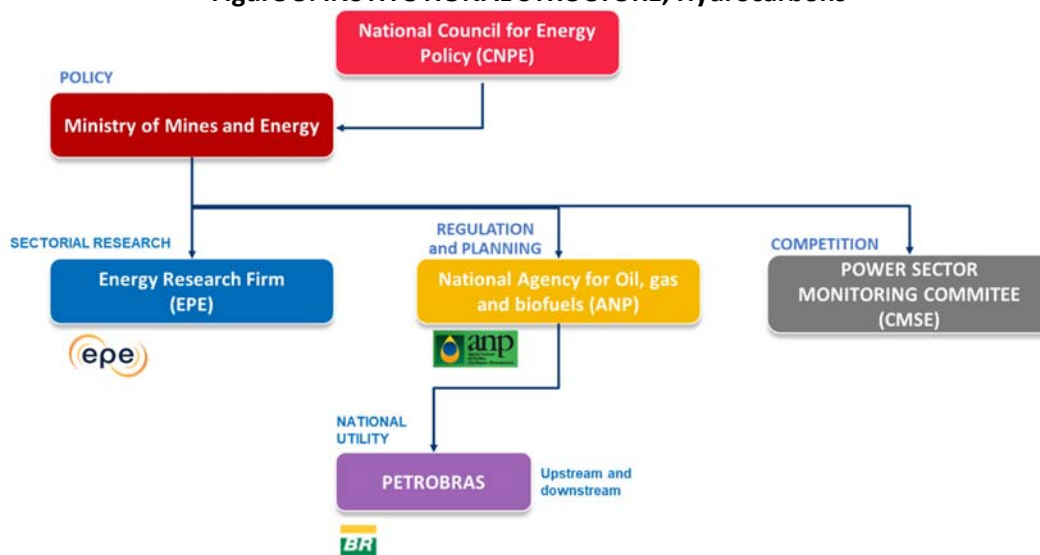 National Council for Energy
Policy (CNPE)
POLICY
Ministry of Mines and Energy
SECTORIAL RESEARCH
REGULATION
and PLANNING
COMPETITION
Energy Research Firm
(EPE)
National Agency for Oil, gas
and biofuels (ANP)
POWER SECTOR
MONITORING COMMITEE
(CMSE)
epe
anp
NATIONAL
UTILITY
PETROBRAS
Upstream and
downstream
BR